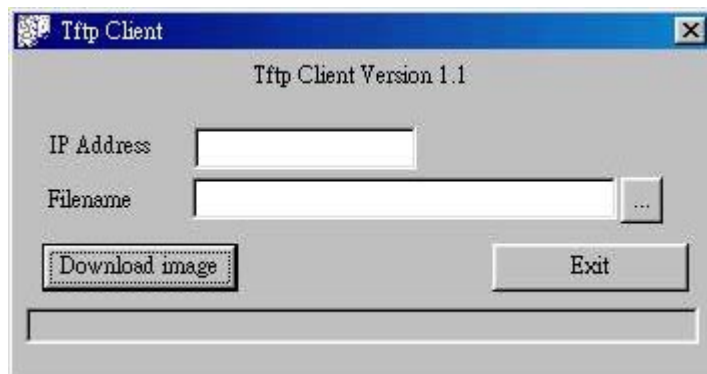 Tftp Client
Tftp Client Version 1.1
IP Address
Filename
...
Download image
Exit